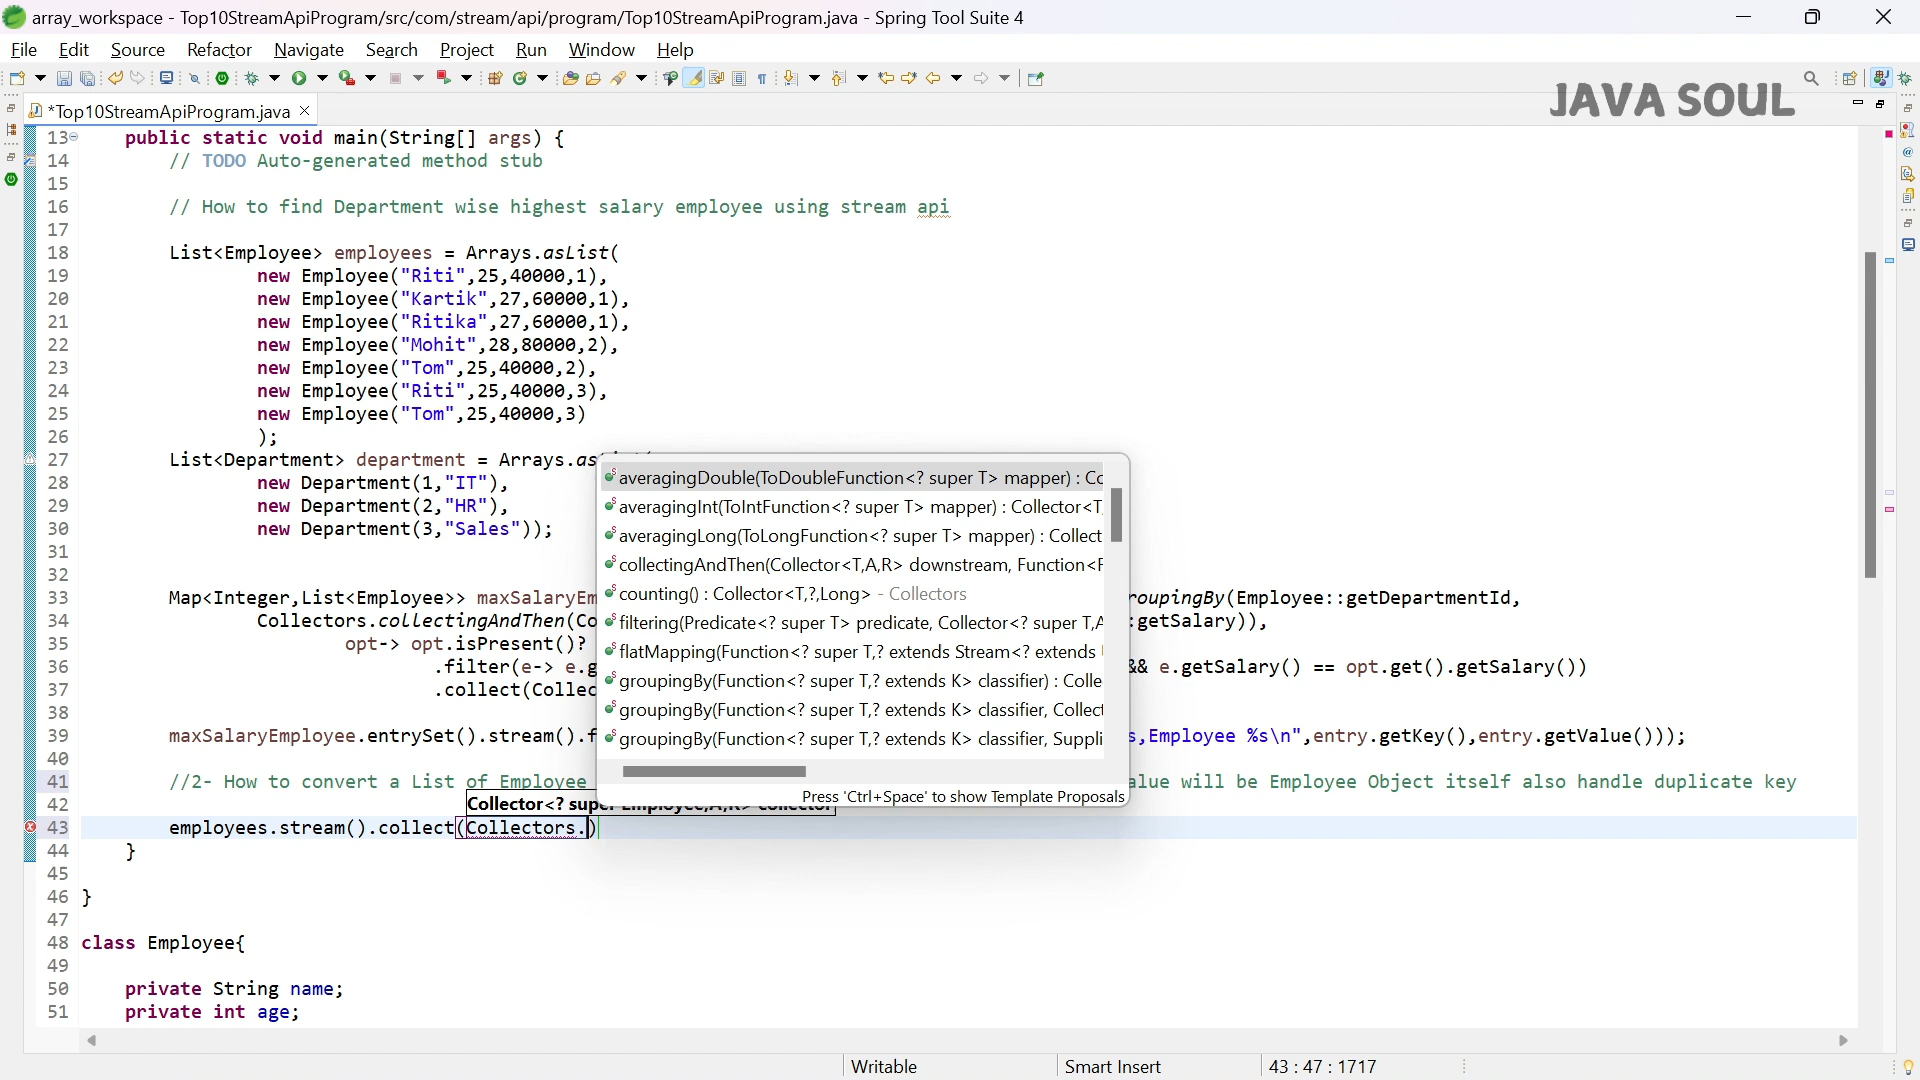 array_workspace - Top10StreamApiProgram/src/com/stream/api/program/Top10StreamApiProgram.java - Spring Tool Suite 4
File Edit Source Refactor Navigate Search Project Run Window Help
JAVA SOUL
*Top10StreamApiProgram.java
13 public static void main(String[] args) {
14 // TODO Auto-generated method stub
15
16 // How to find Department wise highest salary employee using stream api
17
18 List<Employee> employees = Arrays.asList(
19 new Employee("Riti",25,40000,1),
20 new Employee("Kartik",27,60000,1),
21 new Employee("Ritika",27,60000,1),
22 new Employee("Mohit",28,80000,2),
23 new Employee("Tom",25,40000,2),
24 new Employee("Riti",25,40000,3),
25 new Employee("Tom",25,40000,3)
26 );
27 List<Department> department = Arrays.as
28 new Department(1,"IT"),
29 new Department(2,"HR"),
30 new Department(3,"Sales"));
31
32
33 Map<Integer,List<Employee>> maxSalaryEm roupingBy(Employee::getDepartmentId,
34 Collectors.collectingAndThen(Co :getSalary)),
35 opt-> opt.isPresent()?
36 .filter(e-> e.g && e.getSalary() == opt.get().getSalary())
37 .collect(Collec
38
39 maxSalaryEmployee.entrySet().stream().f s,Employee %s\n",entry.getKey(),entry.getValue()));
40
41 //2- How to convert a List of Employee alue will be Employee Object itself also handle duplicate key
42
43 employees.stream().collect(Collectors.)
44 }
45
46 }
47
48 class Employee{
49
50 private String name;
51 private int age;
averagingDouble(ToDoubleFunction<? super T> mapper) : Co
averagingInt(ToIntFunction<? super T> mapper) : Collector<T,
averagingLong(ToLongFunction<? super T> mapper) : Collect
collectingAndThen(Collector<T,A,R> downstream, Function<F
counting() : Collector<T,?,Long> - Collectors
filtering(Predicate<? super T> predicate, Collector<? super T,A
flatMapping(Function<? super T,? extends Stream<? extends
groupingBy(Function<? super T,? extends K> classifier) : Colle
groupingBy(Function<? super T,? extends K> classifier, Collect
groupingBy(Function<? super T,? extends K> classifier, Suppli
Press 'Ctrl+Space' to show Template Proposals
Collector<? super Employee,A,R> collector
Writable Smart Insert 43 : 47 : 1717